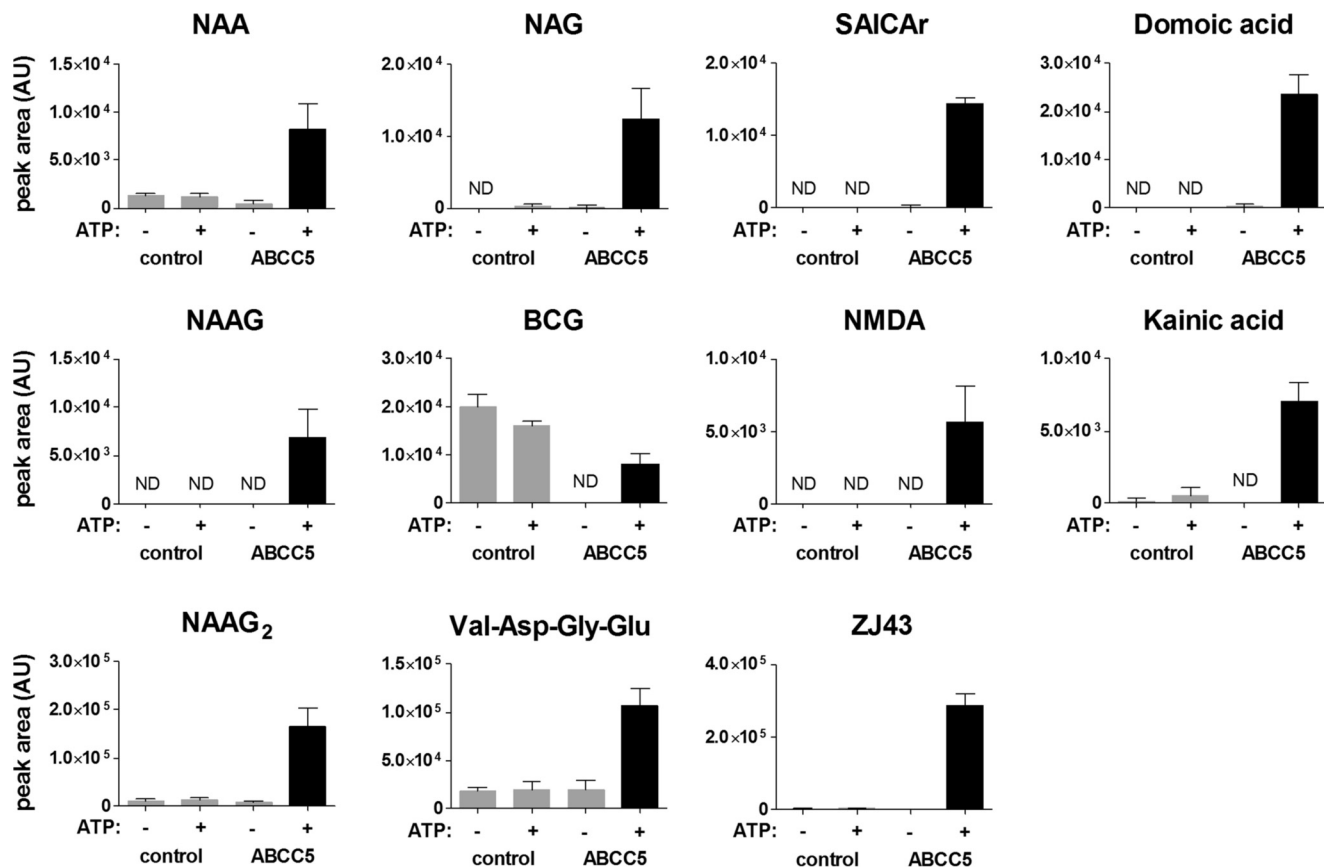 NAA
NAG
SAICAr
Domoic acid
peak area (AU)
1.5×10⁴
1.0×10⁴
5.0×10³
0
ATP: - + - +
control ABCC5
2.0×10⁴
1.0×10⁴
0
ND
ATP: - + - +
control ABCC5
2.0×10⁴
1.0×10⁴
0
ND ND
ATP: - + - +
control ABCC5
3.0×10⁴
2.0×10⁴
1.0×10⁴
0
ND ND
ATP: - + - +
control ABCC5
NAAG
BCG
NMDA
Kainic acid
peak area (AU)
1.5×10⁴
1.0×10⁴
5.0×10³
0
ND ND ND
ATP: - + - +
control ABCC5
3.0×10⁴
2.0×10⁴
1.0×10⁴
0
ND
ATP: - + - +
control ABCC5
1.0×10⁴
5.0×10³
0
ND ND ND
ATP: - + - +
control ABCC5
1.0×10⁴
5.0×10³
0
ND
ATP: - + - +
control ABCC5
NAAG₂
Val-Asp-Gly-Glu
ZJ43
peak area (AU)
3.0×10⁵
2.0×10⁵
1.0×10⁵
0
ATP: - + - +
control ABCC5
1.5×10⁵
1.0×10⁵
5.0×10⁴
0
ATP: - + - +
control ABCC5
4.0×10⁵
2.0×10⁵
0
ATP: - + - +
control ABCC5